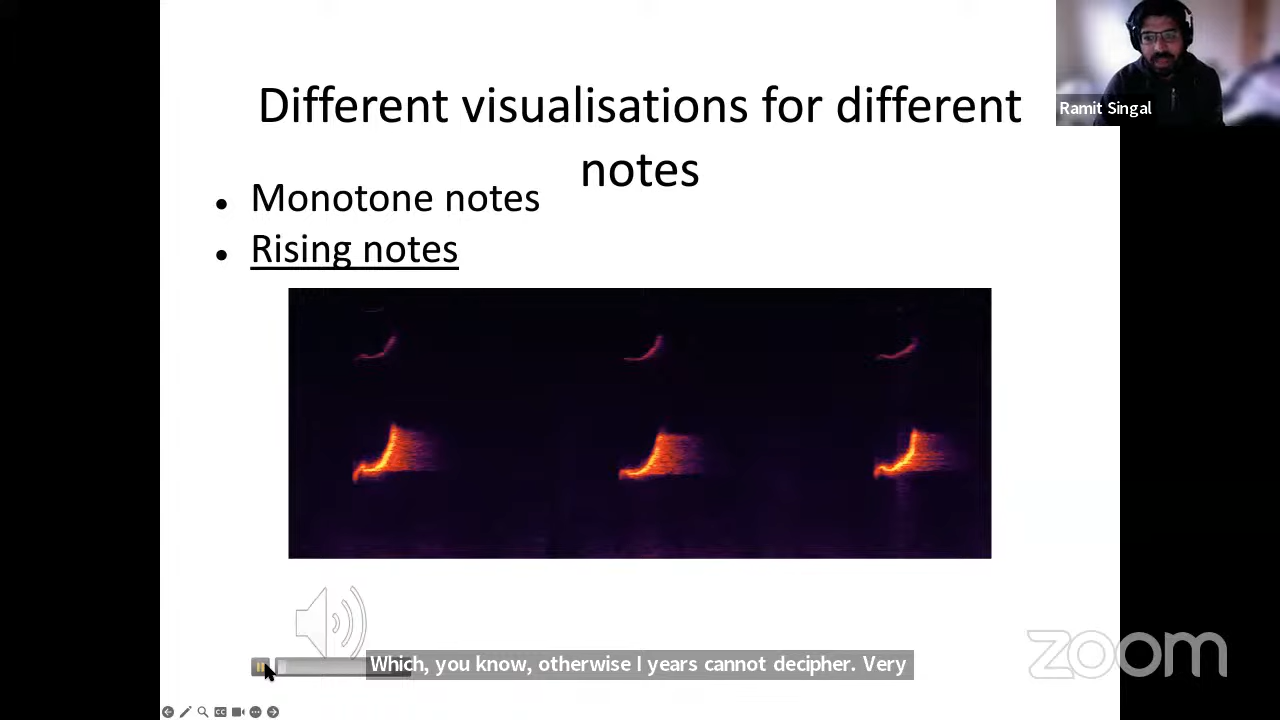 Different visualisations for different
notes
Ramit Singal
• Monotone notes
• Rising notes
Which, you know, otherwise I years cannot decipher. Very
zoom
CC